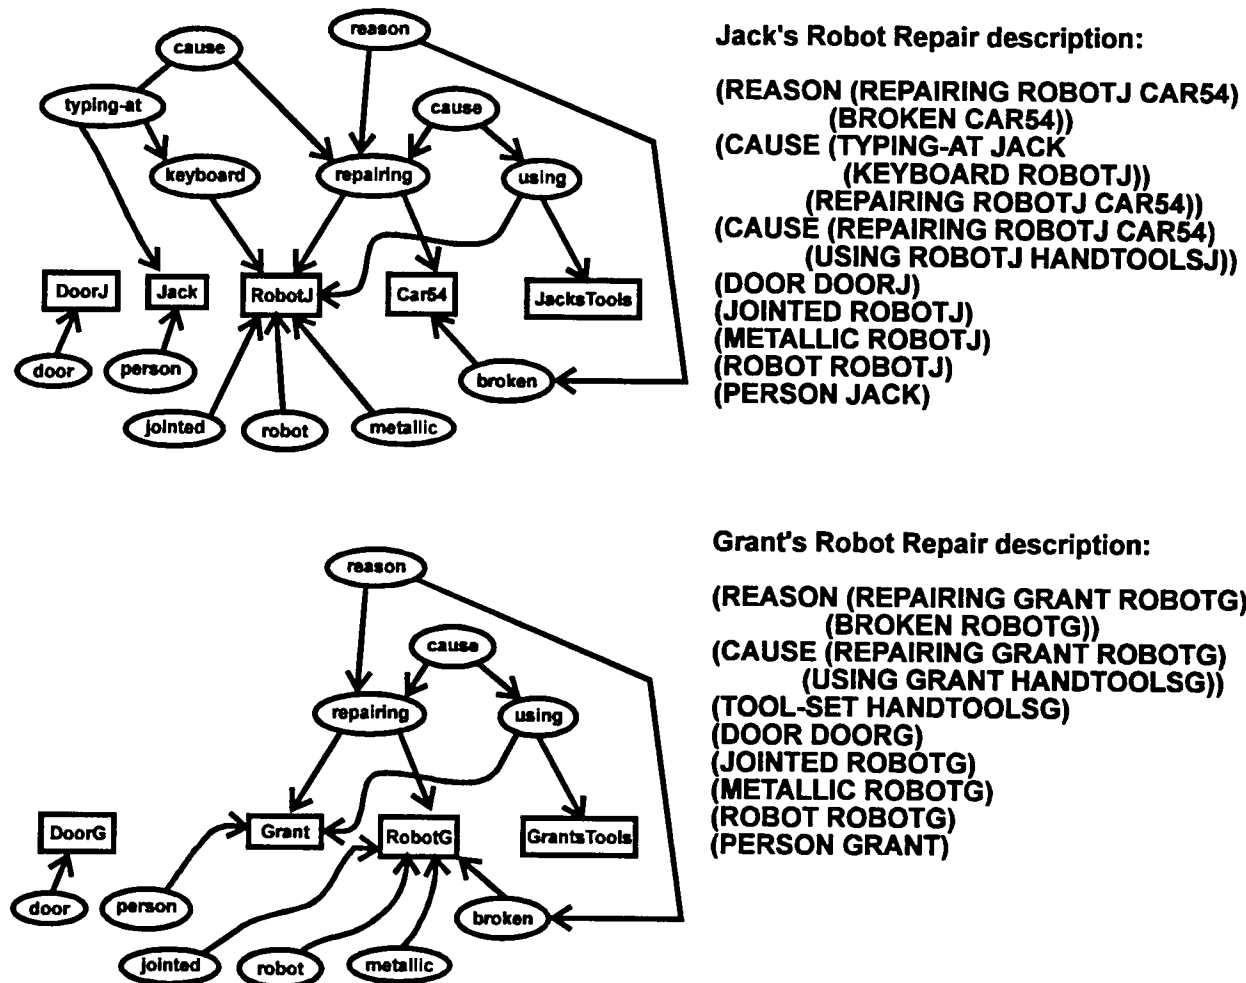 reason
cause
typing-at
cause
keyboard
repairing
using
DoorJ
Jack
RobotJ
Car54
JacksTools
door
person
broken
jointed
robot
metallic
Jack's Robot Repair description:
(REASON (REPAIRING ROBOTJ CAR54)
(BROKEN CAR54))
(CAUSE (TYPING-AT JACK
(KEYBOARD ROBOTJ))
(REPAIRING ROBOTJ CAR54))
(CAUSE (REPAIRING ROBOTJ CAR54)
(USING ROBOTJ HANDTOOLSJ))
(DOOR DOORJ)
(JOINTED ROBOTJ)
(METALLIC ROBOTJ)
(ROBOT ROBOTJ)
(PERSON JACK)
reason
cause
repairing
using
DoorG
Grant
RobotG
GrantsTools
door
person
broken
jointed
robot
metallic
Grant's Robot Repair description:
(REASON (REPAIRING GRANT ROBOTG)
(BROKEN ROBOTG))
(CAUSE (REPAIRING GRANT ROBOTG)
(USING GRANT HANDTOOLSG))
(TOOL-SET HANDTOOLSG)
(DOOR DOORG)
(JOINTED ROBOTG)
(METALLIC ROBOTG)
(ROBOT ROBOTG)
(PERSON GRANT)